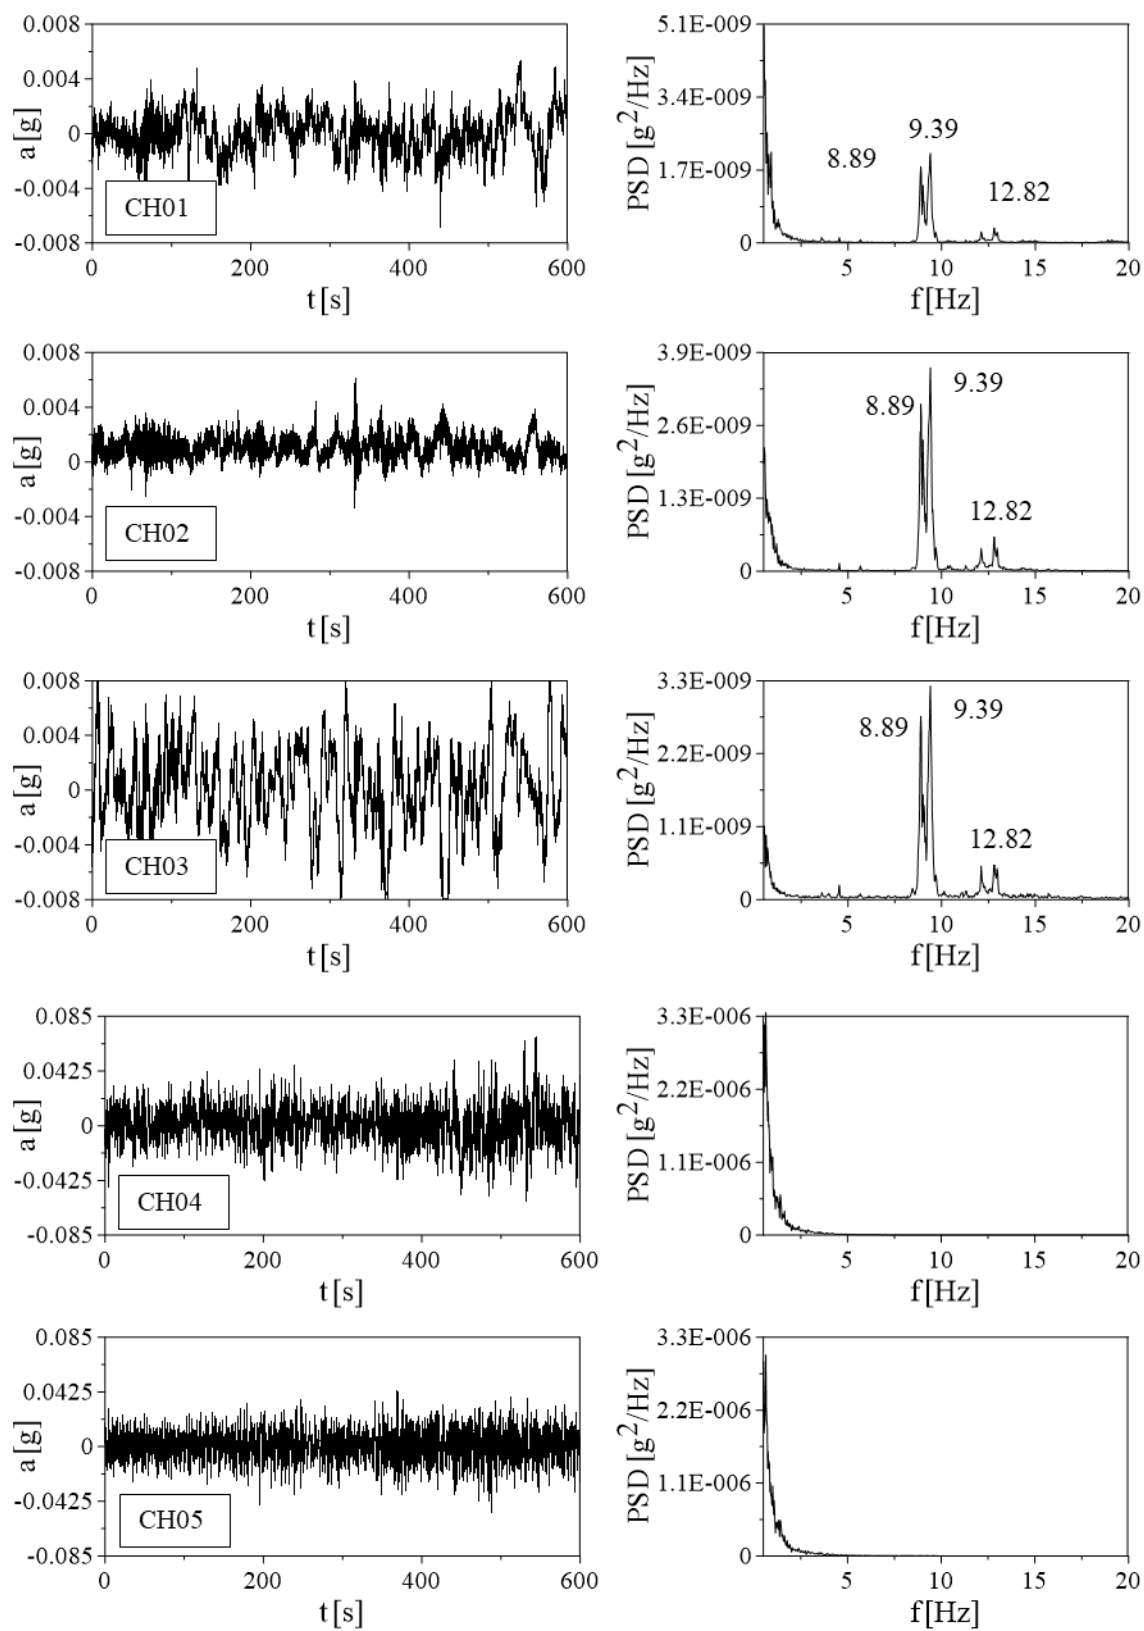 0.008
0.004
0
-0.004
-0.008
a [g]
CH01
0 200 400 600
t [s]
5.1E-009
3.4E-009
1.7E-009
0
PSD [g²/Hz]
8.89
9.39
12.82
5 10 15 20
f [Hz]
0.008
0.004
0
-0.004
-0.008
a [g]
CH02
0 200 400 600
t [s]
3.9E-009
2.6E-009
1.3E-009
0
PSD [g²/Hz]
8.89
9.39
12.82
5 10 15 20
f [Hz]
0.008
0.004
0
-0.004
-0.008
a [g]
CH03
0 200 400 600
t [s]
3.3E-009
2.2E-009
1.1E-009
0
PSD [g²/Hz]
8.89
9.39
12.82
5 10 15 20
f [Hz]
0.085
0.0425
0
-0.0425
-0.085
a [g]
CH04
0 200 400 600
t [s]
3.3E-006
2.2E-006
1.1E-006
0
PSD [g²/Hz]
5 10 15 20
f [Hz]
0.085
0.0425
0
-0.0425
-0.085
a [g]
CH05
0 200 400 600
t [s]
3.3E-006
2.2E-006
1.1E-006
0
PSD [g²/Hz]
5 10 15 20
f [Hz]